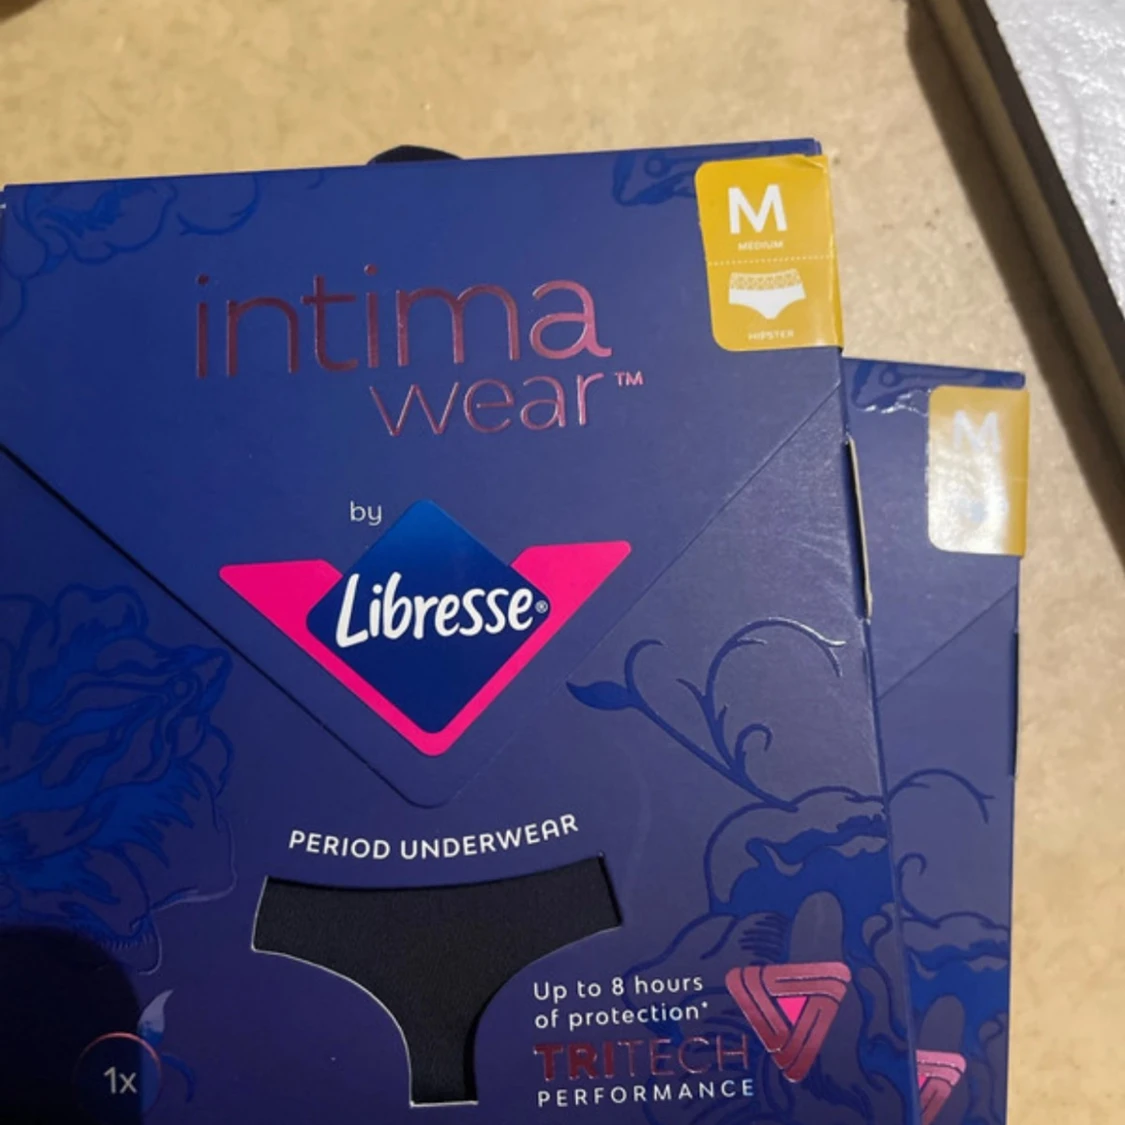 M
MEDIUM
HIPSTER
intima
wear™
by
Libresse®
PERIOD UNDERWEAR
Up to 8 hours
of protection*
TRITECH
PERFORMANCE
1x
M